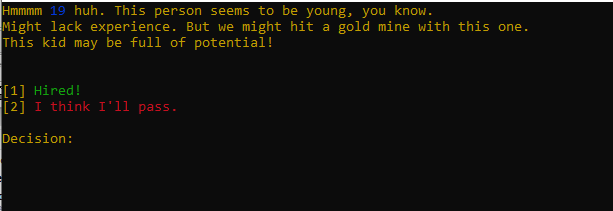 Hmmmm 19 huh. This person seems to be young, you know.
Might lack experience. But we might hit a gold mine with this one.
This kid may be full of potential!
[1] Hired!
[2] I think I'll pass.
Decision: